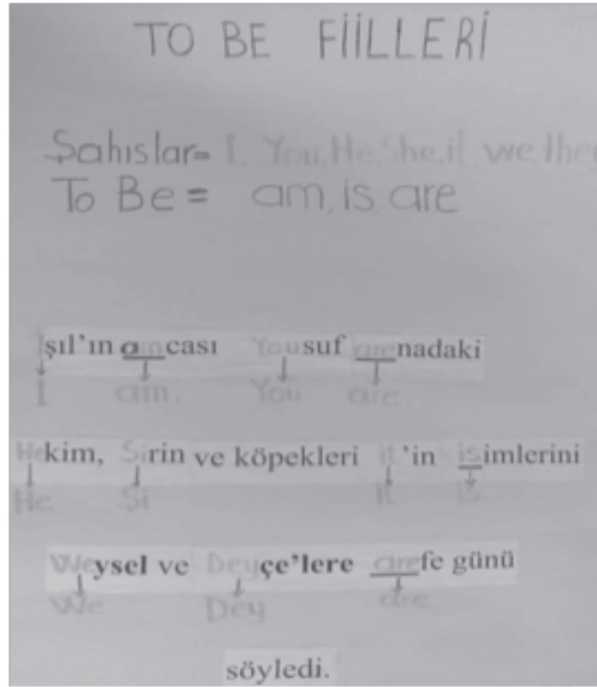 TO BE FİİLLERİ
Şahıslar= I, You, He, She, it, we, they
To Be = am, is, are
Işıl'ın amcası Yousuf arenadaki
I am. You are.
Hekim, Şirin ve köpekleri it'in isimlerini
He Si it is
Weysel ve Deyçe'lere arefe günü
We Dey are
söyledi.